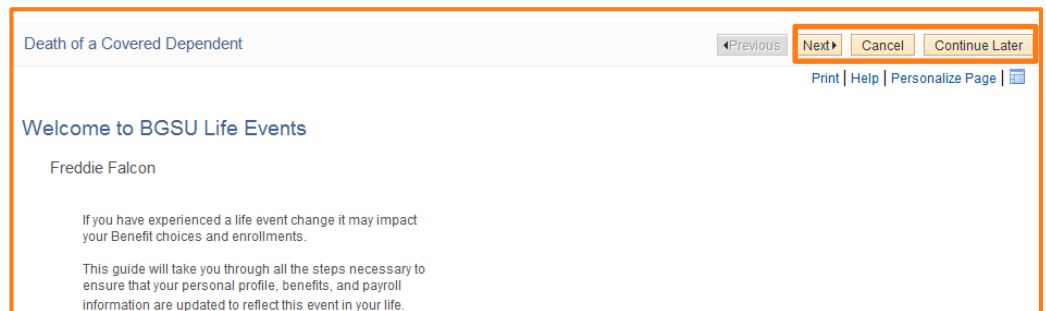 Death of a Covered Dependent
Previous Next Cancel Continue Later
Print | Help | Personalize Page |
Welcome to BGSU Life Events
Freddie Falcon
If you have experienced a life event change it may impact
your Benefit choices and enrollments.
This guide will take you through all the steps necessary to
ensure that your personal profile, benefits, and payroll
information are updated to reflect this event in your life.